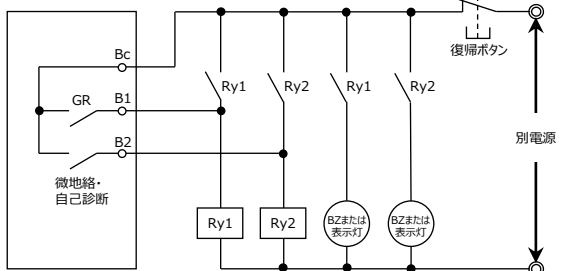 復帰ボタン
Bc
Ry1
Ry2
Ry1
Ry2
GR
B1
別電源
B2
微地絡・
自己診断
Ry1
Ry2
BZまたは
表示灯
BZまたは
表示灯